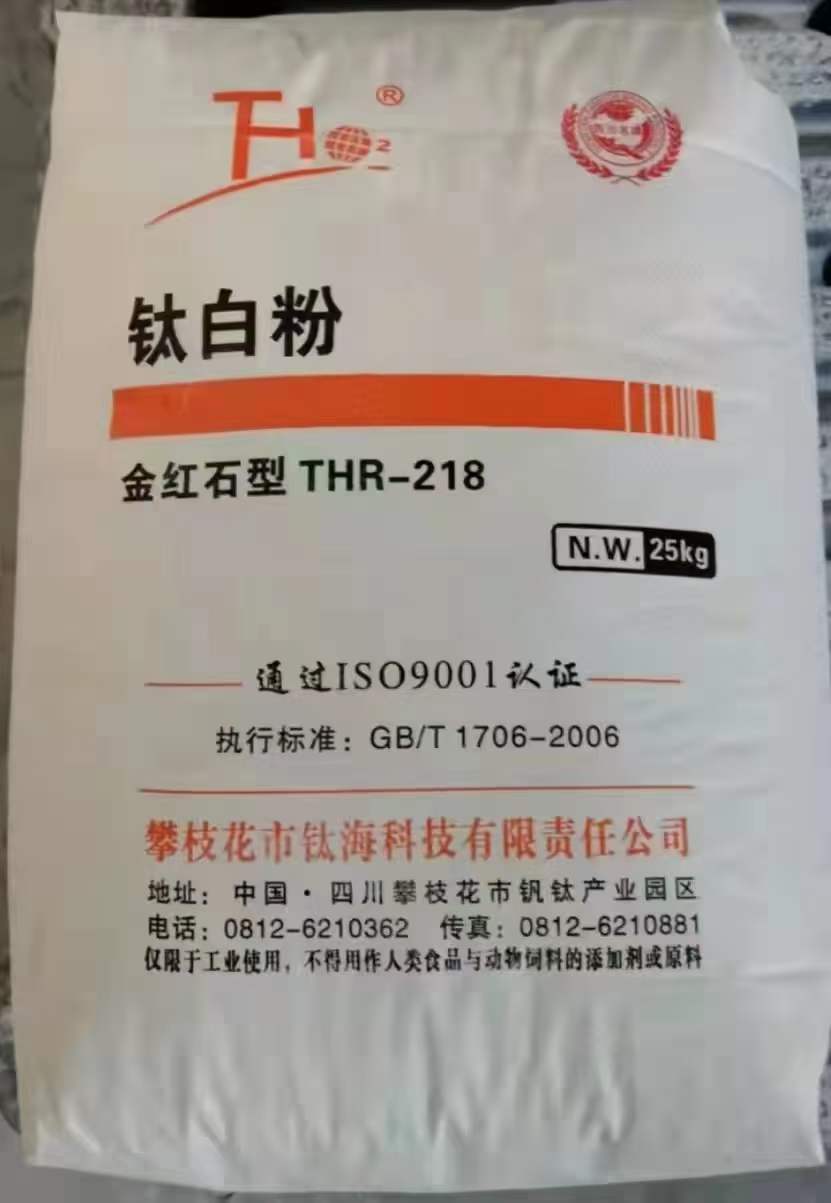 TH 2 ®
钛白粉
金红石型 THR-218
N.W. 25kg
通过ISO9001认证
执行标准：GB/T 1706-2006
攀枝花市钛海科技有限责任公司
地址：中国·四川攀枝花市钒钛产业园区
电话：0812-6210362 传真：0812-6210881
仅限于工业使用，不得用作人类食品与动物饲料的添加剂或原料